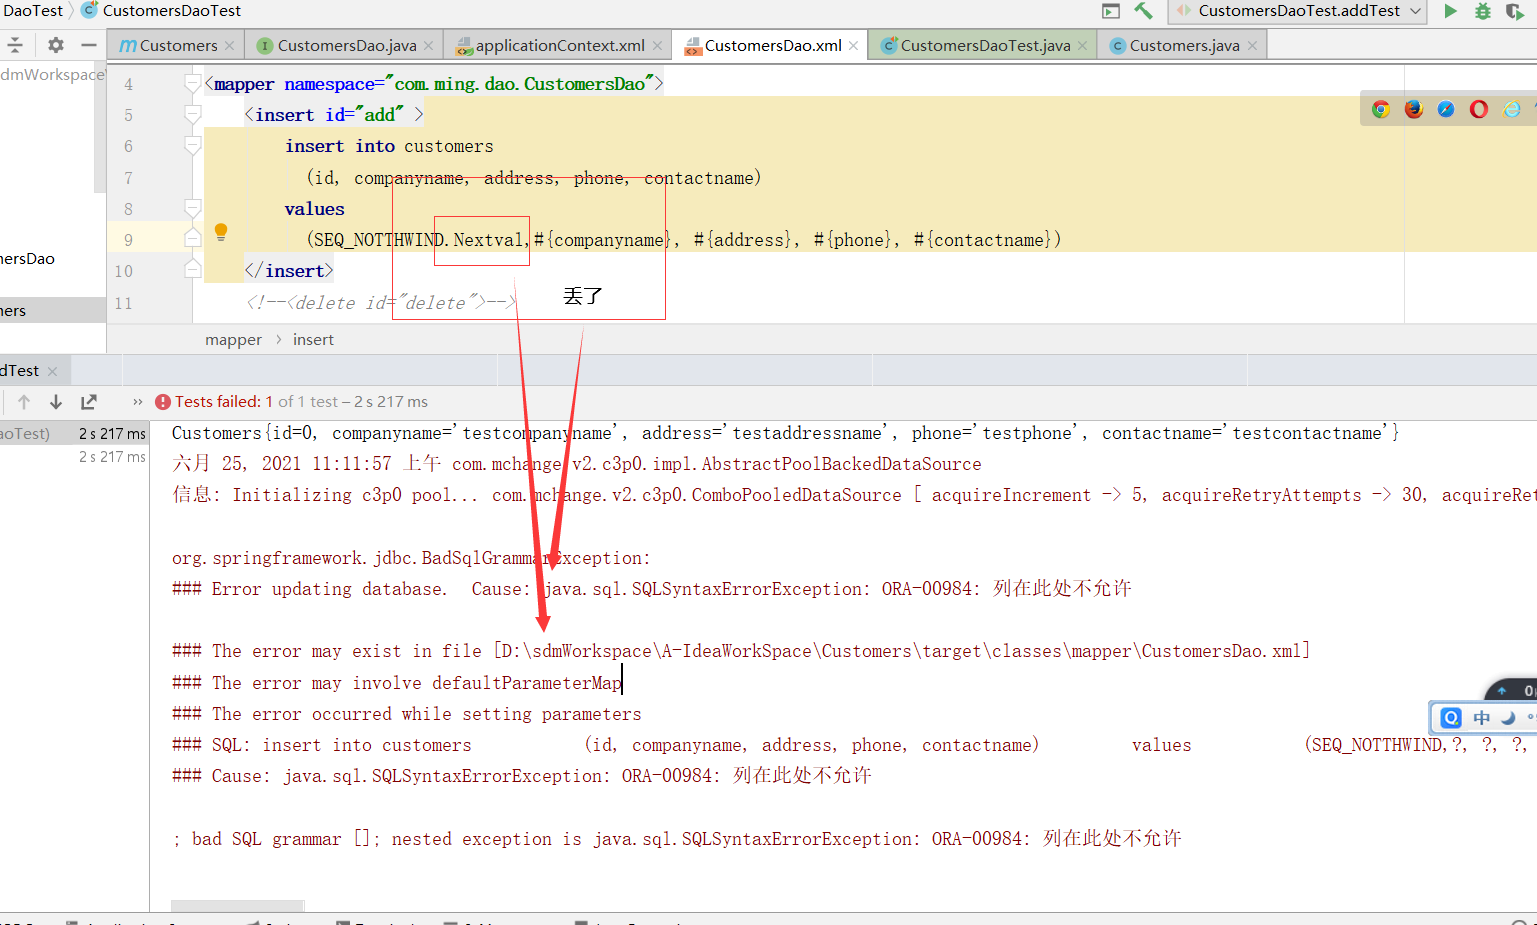 DaoTest CustomersDaoTest CustomersDaoTest.addTest
Customers CustomersDao.java applicationContext.xml CustomersDao.xml CustomersDaoTest.java Customers.java
dmWorkspace
4 <mapper namespace="com.ming.dao.CustomersDao">
5 <insert id="add" >
6 insert into customers
7 (id, companyname, address, phone, contactname)
8 values
9 (SEQ_NOTTHWIND.Nextval,#{companyname}, #{address}, #{phone}, #{contactname})
mersDao
10 </insert>
11 <!--<delete id="delete">-->
丢了
ners
mapper insert
dTest
Tests failed: 1 of 1 test – 2 s 217 ms
aoTest) 2 s 217 ms
2 s 217 ms
Customers{id=0, companyname='testcompanyname', address='testaddressname', phone='testphone', contactname='testcontactname'}
六月 25, 2021 11:11:57 上午 com.mchange.v2.c3p0.impl.AbstractPoolBackedDataSource
信息: Initializing c3p0 pool... com.mchange.v2.c3p0.ComboPooledDataSource [ acquireIncrement -> 5, acquireRetryAttempts -> 30, acquireRet
org.springframework.jdbc.BadSqlGrammarException:
### Error updating database.  Cause: java.sql.SQLSyntaxErrorException: ORA-00984: 列在此处不允许
### The error may exist in file [D:\sdmWorkspace\A-IdeaWorkSpace\Customers\target\classes\mapper\CustomersDao.xml]
### The error may involve defaultParameterMap
### The error occurred while setting parameters
### SQL: insert into customers (id, companyname, address, phone, contactname) values (SEQ_NOTTHWIND,?, ?, ?,
### Cause: java.sql.SQLSyntaxErrorException: ORA-00984: 列在此处不允许
; bad SQL grammar []; nested exception is java.sql.SQLSyntaxErrorException: ORA-00984: 列在此处不允许
中